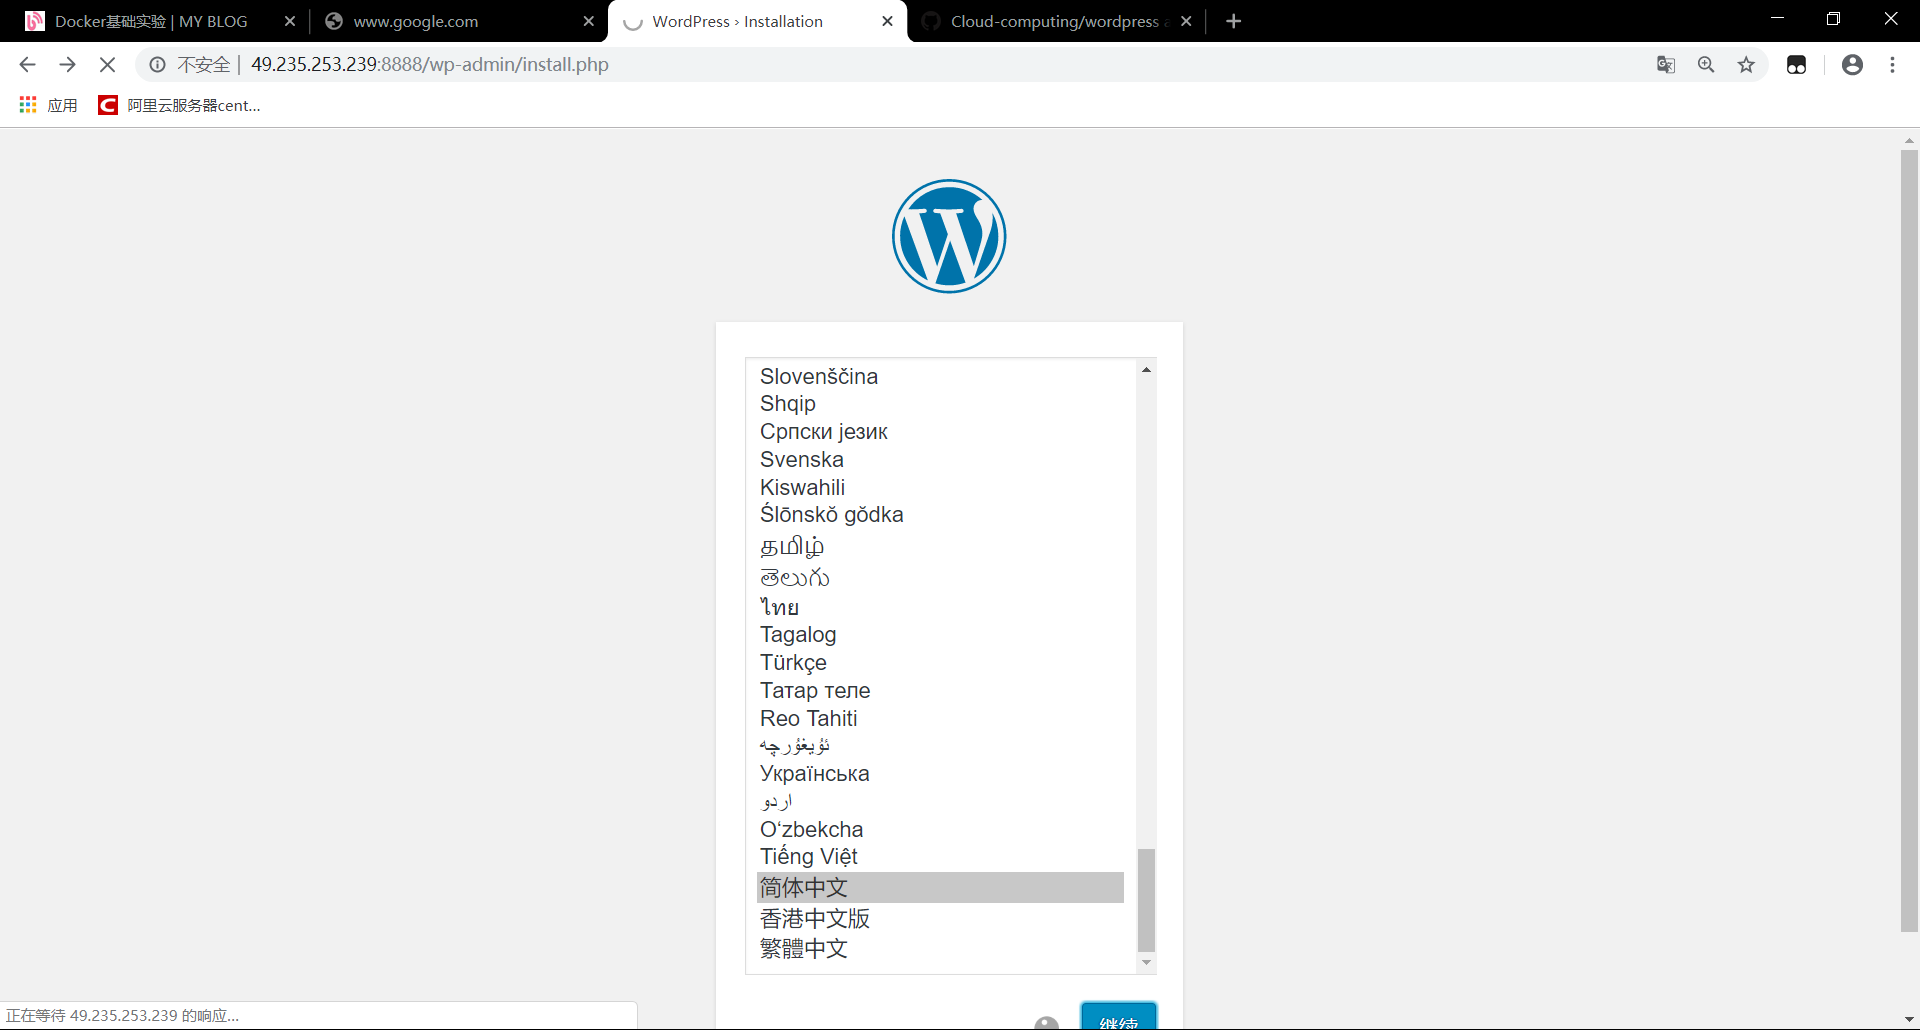 Docker基础实验 | MY BLOG
www.google.com
WordPress › Installation
Cloud-computing/wordpress a
不安全 | 49.235.253.239:8888/wp-admin/install.php
应用
阿里云服务器cent...
Slovenščina
Shqip
Српски језик
Svenska
Kiswahili
Ślōnskŏ gŏdka
தமிழ்
తెలుగు
ไทย
Tagalog
Türkçe
Татар теле
Reo Tahiti
ئۇيغۇرچە
Українська
اردو
O‘zbekcha
Tiếng Việt
简体中文
香港中文版
繁體中文
继续
正在等待 49.235.253.239 的响应...